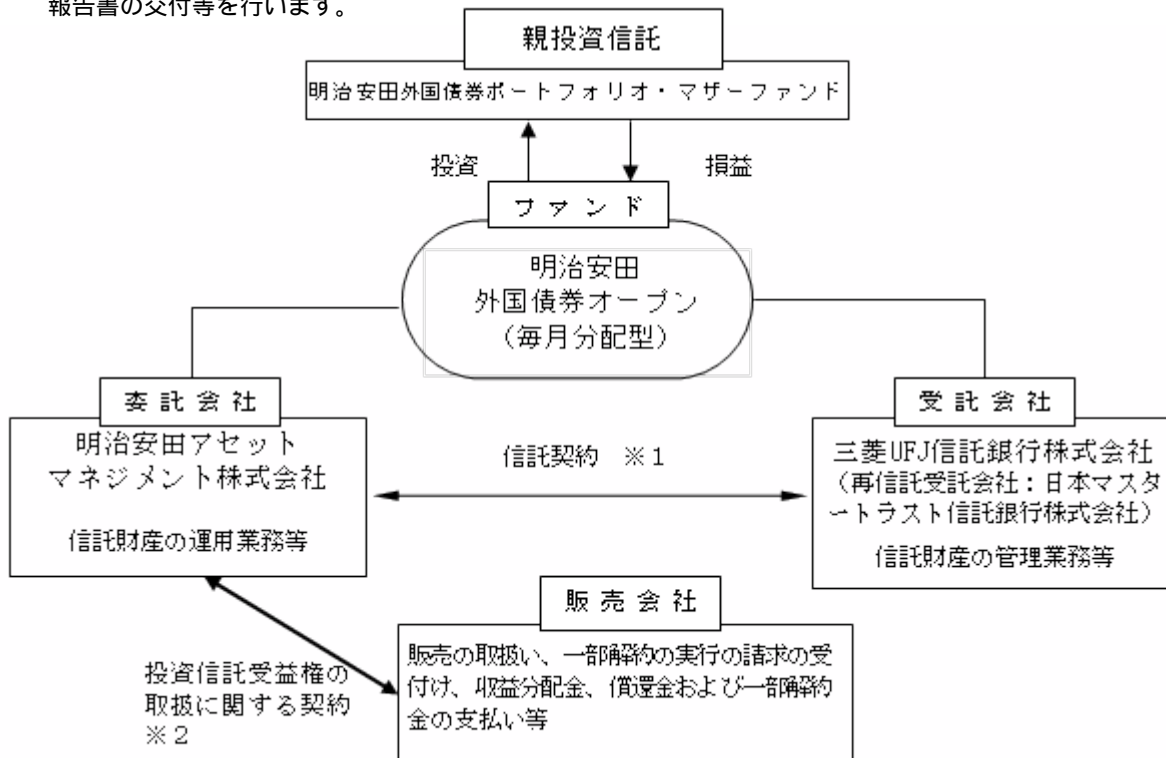 報告書の交付等を行います。
親投資信託
明治安田外国債券ポートフォリオ・マザーファンド
投資
損益
ファンド
明治安田
外国債券オープン
(毎月分配型)
委託会社
明治安田アセット
マネジメント株式会社
信託財産の運用業務等
信託契約 ※1
受託会社
三菱UFJ信託銀行株式会社
(再信託受託会社:日本マスタ
ートラスト信託銀行株式会社)
信託財産の管理業務等
投資信託受益権の
取扱に関する契約
※2
販売会社
販売の取扱い、一部解約の実行の請求の受
付け、収益分配金、償還金および一部解約
金の支払い等